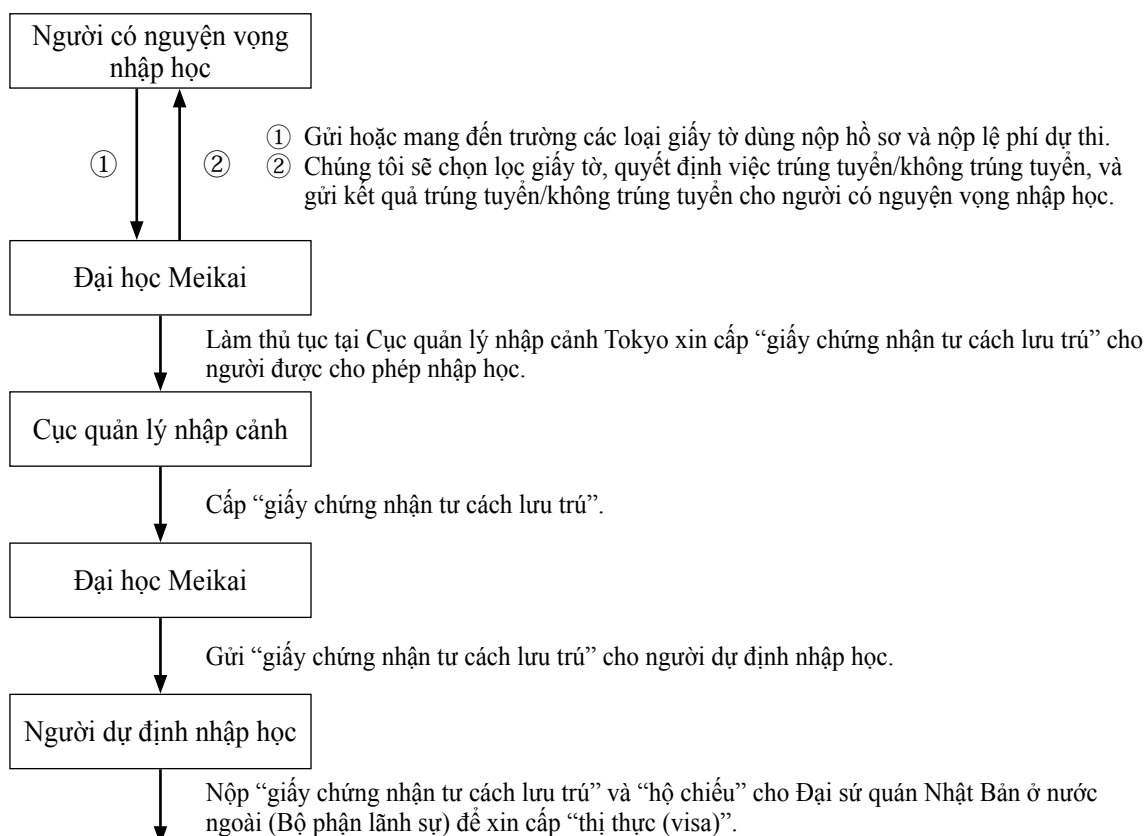 Người có nguyện vọng
nhập học
① Gửi hoặc mang đến trường các loại giấy tờ dùng nộp hồ sơ và nộp lệ phí dự thi.
①
②
② Chúng tôi sẽ chọn lọc giấy tờ, quyết định việc trúng tuyển/không trúng tuyển, và
gửi kết quả trúng tuyển/không trúng tuyển cho người có nguyện vọng nhập học.
Đại học Meikai
Làm thủ tục tại Cục quản lý nhập cảnh Tokyo xin cấp “giấy chứng nhận tư cách lưu trú” cho
người được cho phép nhập học.
Cục quản lý nhập cảnh
Cấp “giấy chứng nhận tư cách lưu trú”.
Đại học Meikai
Gửi “giấy chứng nhận tư cách lưu trú” cho người dự định nhập học.
Người dự định nhập học
Nộp “giấy chứng nhận tư cách lưu trú” và “hộ chiếu” cho Đại sứ quán Nhật Bản ở nước
ngoài (Bộ phận lãnh sự) để xin cấp “thị thực (visa)”.